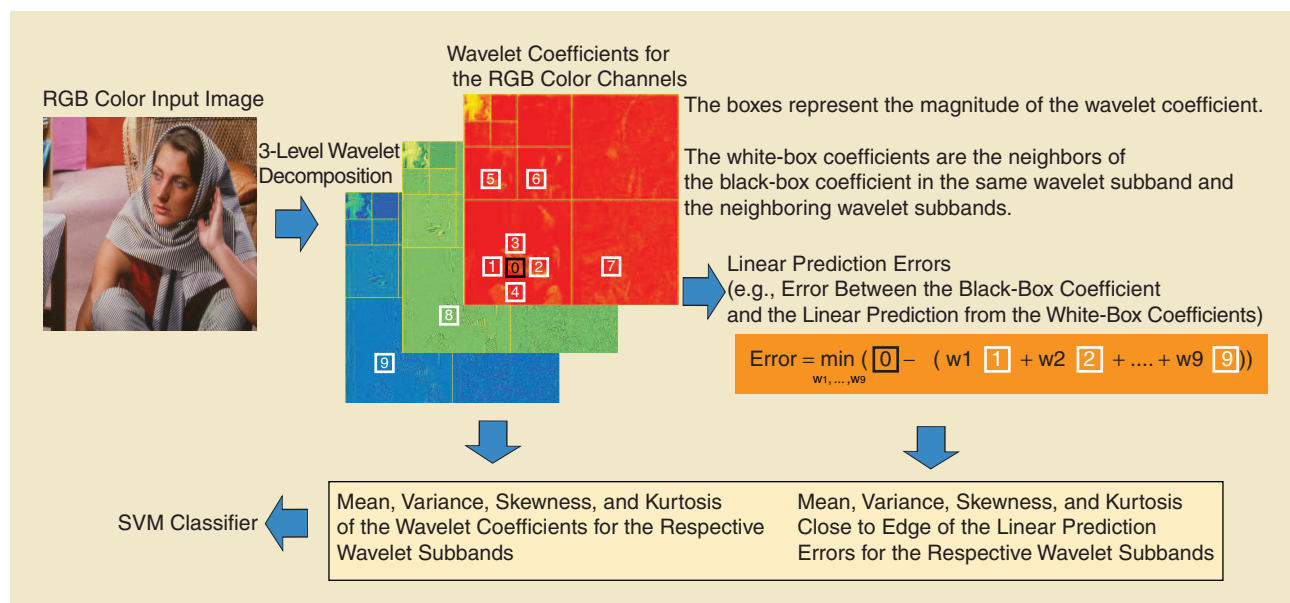 RGB Color Input Image
3-Level Wavelet
Decomposition
Wavelet Coefficients for
the RGB Color Channels
5
6
3
1
0
2
7
4
8
9
The boxes represent the magnitude of the wavelet coefficient.
The white-box coefficients are the neighbors of
the black-box coefficient in the same wavelet subband and
the neighboring wavelet subbands.
Linear Prediction Errors
(e.g., Error Between the Black-Box Coefficient
and the Linear Prediction from the White-Box Coefficients)
Error = min ( 0 – ( w1 1 + w2 2 + .... + w9 9 ))
w1, ... ,w9
SVM Classifier
Mean, Variance, Skewness, and Kurtosis
of the Wavelet Coefficients for the Respective
Wavelet Subbands
Mean, Variance, Skewness, and Kurtosis
Close to Edge of the Linear Prediction
Errors for the Respective Wavelet Subbands